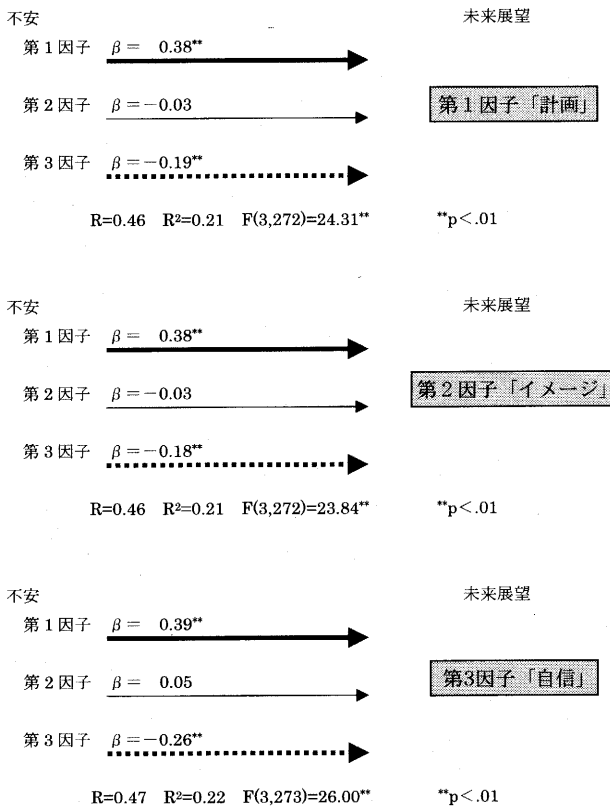 不安 未来展望
第1因子 β= 0.38**
第1因子「計画」
第2因子 β=−0.03
第3因子 β=−0.19**
R=0.46 R²=0.21 F(3,272)=24.31** **p<.01
不安 未来展望
第1因子 β= 0.38**
第2因子「イメージ」
第2因子 β=−0.03
第3因子 β=−0.18**
R=0.46 R²=0.21 F(3,272)=23.84** **p<.01
不安 未来展望
第1因子 β= 0.39**
第3因子「自信」
第2因子 β= 0.05
第3因子 β=−0.26**
R=0.47 R²=0.22 F(3,273)=26.00** **p<.01